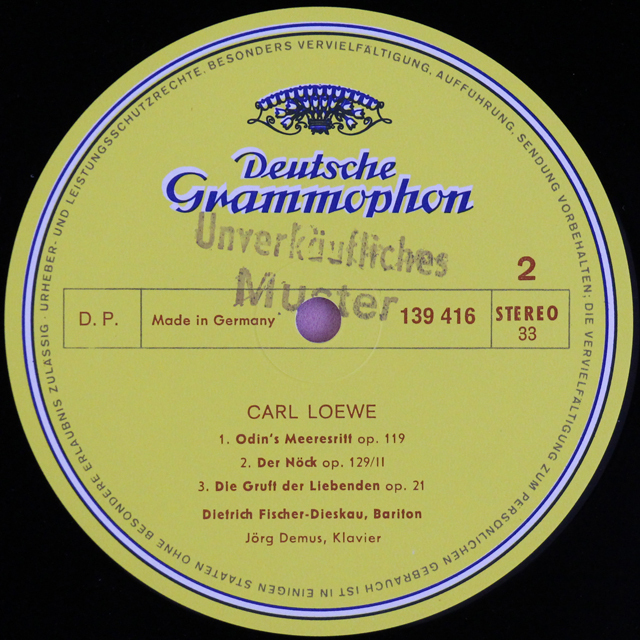 URHEBER- UND LEISTUNGSSCHUTZRECHTE, BESONDERS VERVIELFÄLTIGUNG, AUFFÜHRUNG, SENDUNG VORBEHALTEN; DIE VERVIELFÄLTIGUNG ZUM PERSÖNLICHEN GEBRAUCH IST IN EINIGEN STAATEN OHNE BESONDERE ERLAUBNIS ZULÄSSIG ·
Deutsche
Grammophon
Unverkäufliches
Muster
2
D. P.
Made in Germany
139 416
STEREO
33
CARL LOEWE
1. Odin's Meeresritt op. 119
2. Der Nöck op. 129/II
3. Die Gruft der Liebenden op. 21
Dietrich Fischer-Dieskau, Bariton
Jörg Demus, Klavier